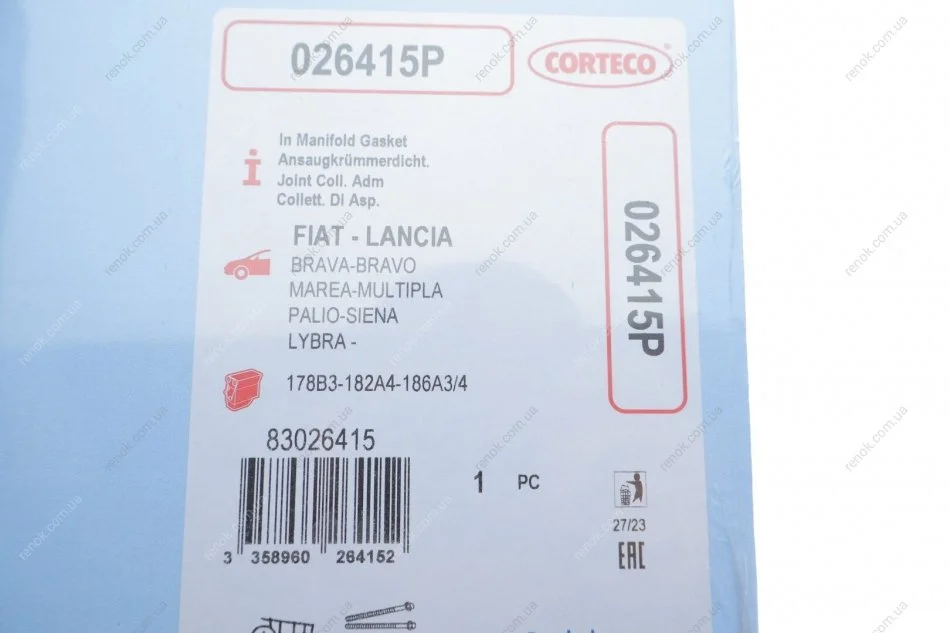 026415P
CORTECO
In Manifold Gasket
Ansaugkrümmerdicht.
Joint Coll. Adm
Collett. Di Asp.
FIAT - LANCIA
BRAVA-BRAVO
MAREA-MULTIPLA
PALIO-SIENA
LYBRA -
178B3-182A4-186A3/4
026415P
83026415
3 358960 264152
1 PC
27/23
EAC
renok.com.ua